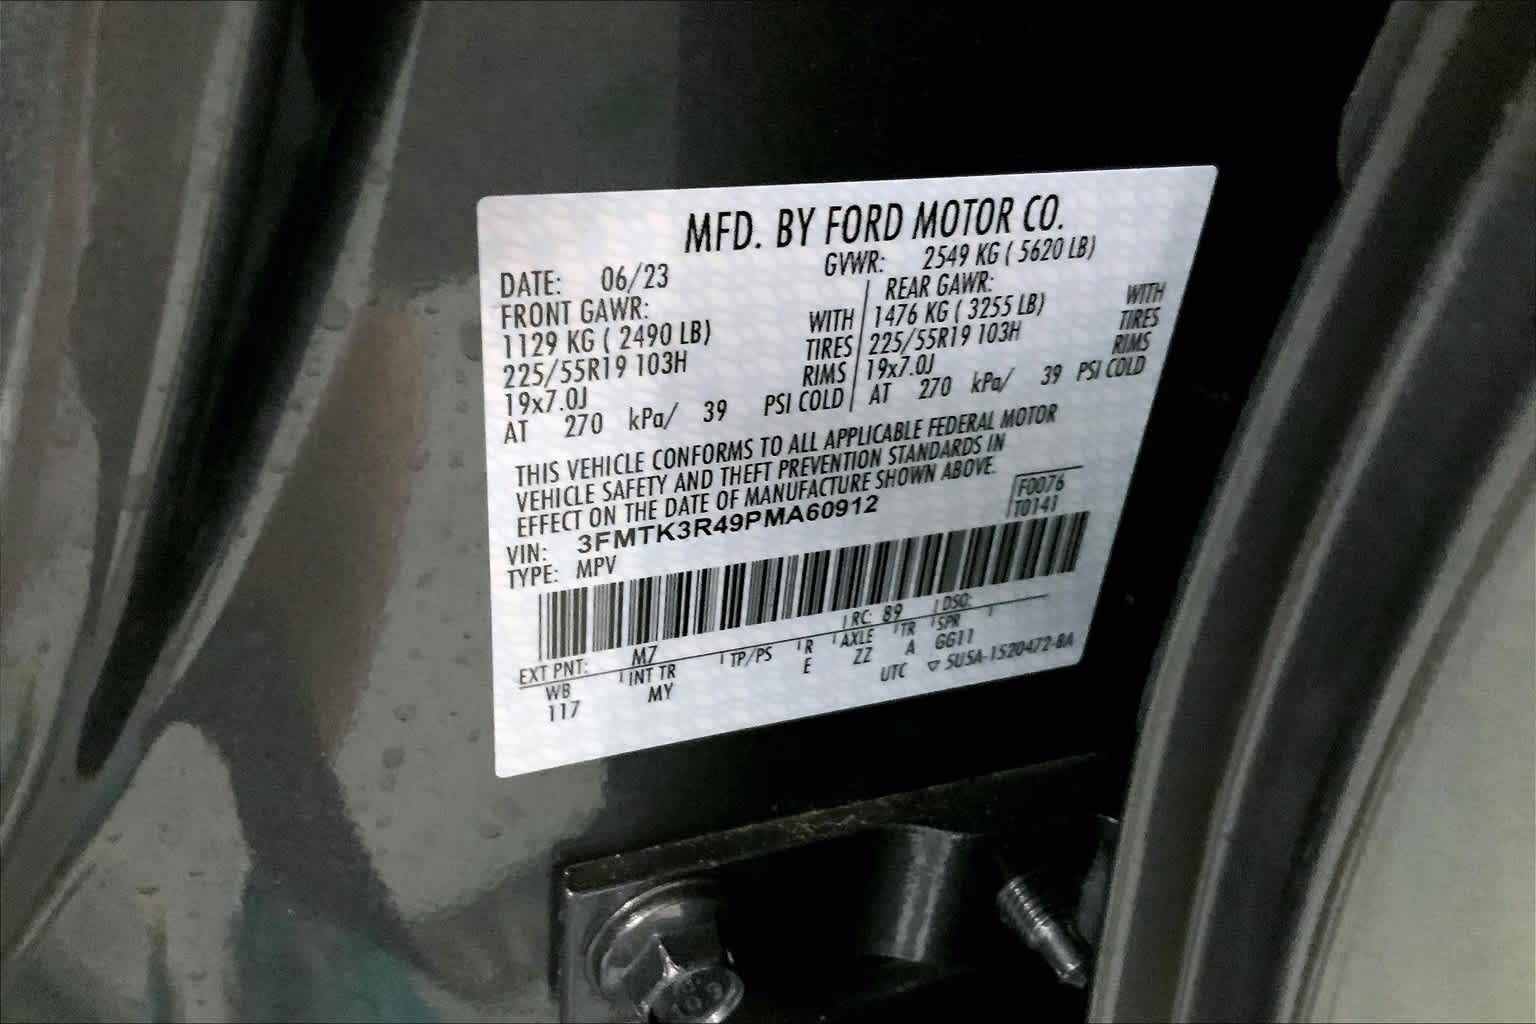 MFD. BY FORD MOTOR CO.
DATE: 06/23 GVWR: 2549 KG ( 5620 LB)
FRONT GAWR: REAR GAWR:
1129 KG ( 2490 LB) WITH 1476 KG ( 3255 LB) WITH
225/55R19 103H TIRES 225/55R19 103H TIRES
19x7.0J RIMS 19x7.0J RIMS
AT 270 kPa/ 39 PSI COLD AT 270 kPa/ 39 PSI COLD
THIS VEHICLE CONFORMS TO ALL APPLICABLE FEDERAL MOTOR
VEHICLE SAFETY AND THEFT PREVENTION STANDARDS IN
EFFECT ON THE DATE OF MANUFACTURE SHOWN ABOVE.
F0076
VIN: 3FMTK3R49PMA60912 T0141
TYPE: MPV
EXT PNT: M7 RC: 89 DSO:
WB INT TR TP/PS R AXLE TR SPR
117 MY E ZZ A GG11
UTC ▽ 5U5A-1520472-BA